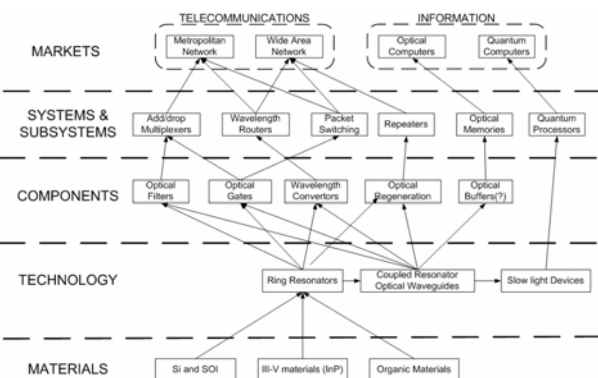 TELECOMMUNICATIONS
INFORMATION
MARKETS
Metropolitan
Network
Wide Area
Network
Optical
Computers
Quantum
Computers
SYSTEMS &
SUBSYSTEMS
Add/drop
Multiplexers
Wavelength
Routers
Packet
Switching
Repeaters
Optical
Memories
Quantum
Processors
COMPONENTS
Optical
Filters
Optical
Gates
Wavelength
Convertors
Optical
Regeneration
Optical
Buffers(?)
TECHNOLOGY
Ring Resonators
Coupled Resonator
Optical Waveguides
Slow light Devices
MATERIALS
Si and SOI
III-V materials (InP)
Organic Materials